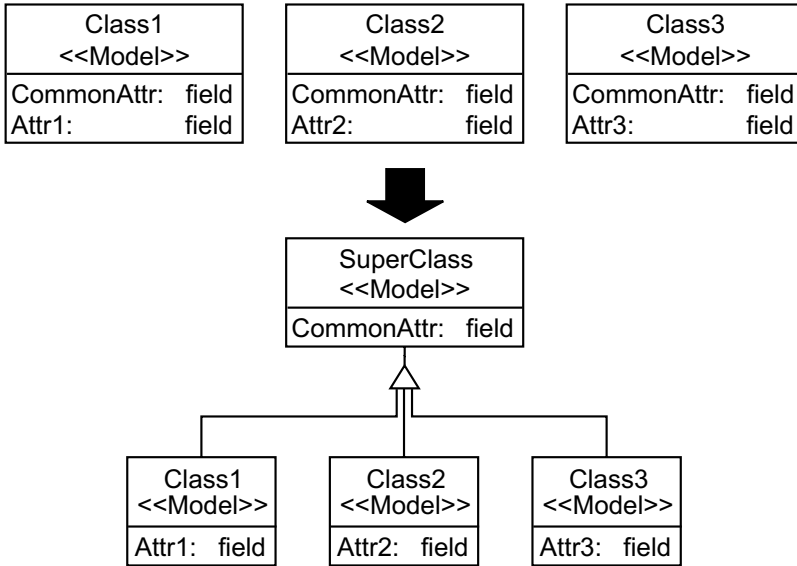 Class1
<<Model>>
CommonAttr: field
Attr1: field
Class2
<<Model>>
CommonAttr: field
Attr2: field
Class3
<<Model>>
CommonAttr: field
Attr3: field
SuperClass
<<Model>>
CommonAttr: field
Class1
<<Model>>
Attr1: field
Class2
<<Model>>
Attr2: field
Class3
<<Model>>
Attr3: field